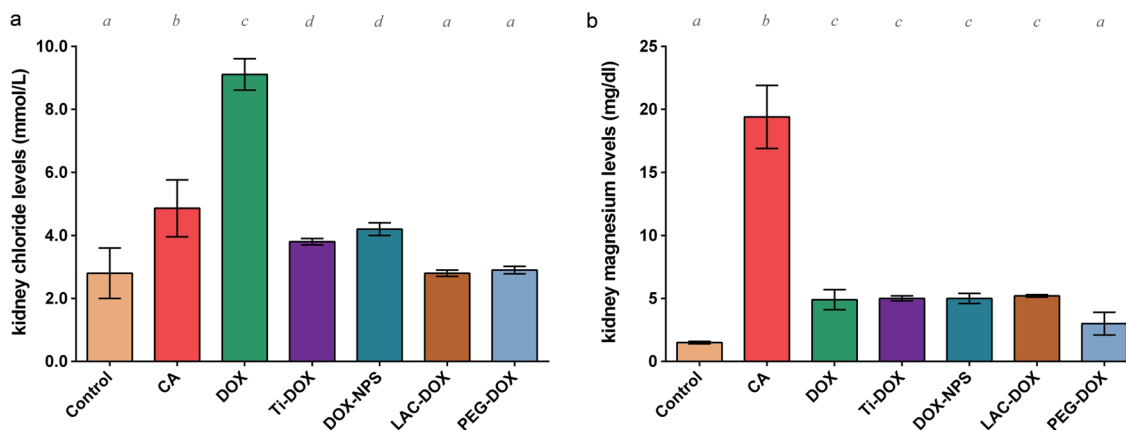 a
a b c d d a a
kidney chloride levels (mmol/L)
10.0
8.0
6.0
4.0
2.0
0.0
Control CA DOX Ti-DOX DOX-NPS LAC-DOX PEG-DOX
b
a b c c c c a
kidney magnesium levels (mg/dl)
25
20
15
10
5
0
Control CA DOX Ti-DOX DOX-NPS LAC-DOX PEG-DOX